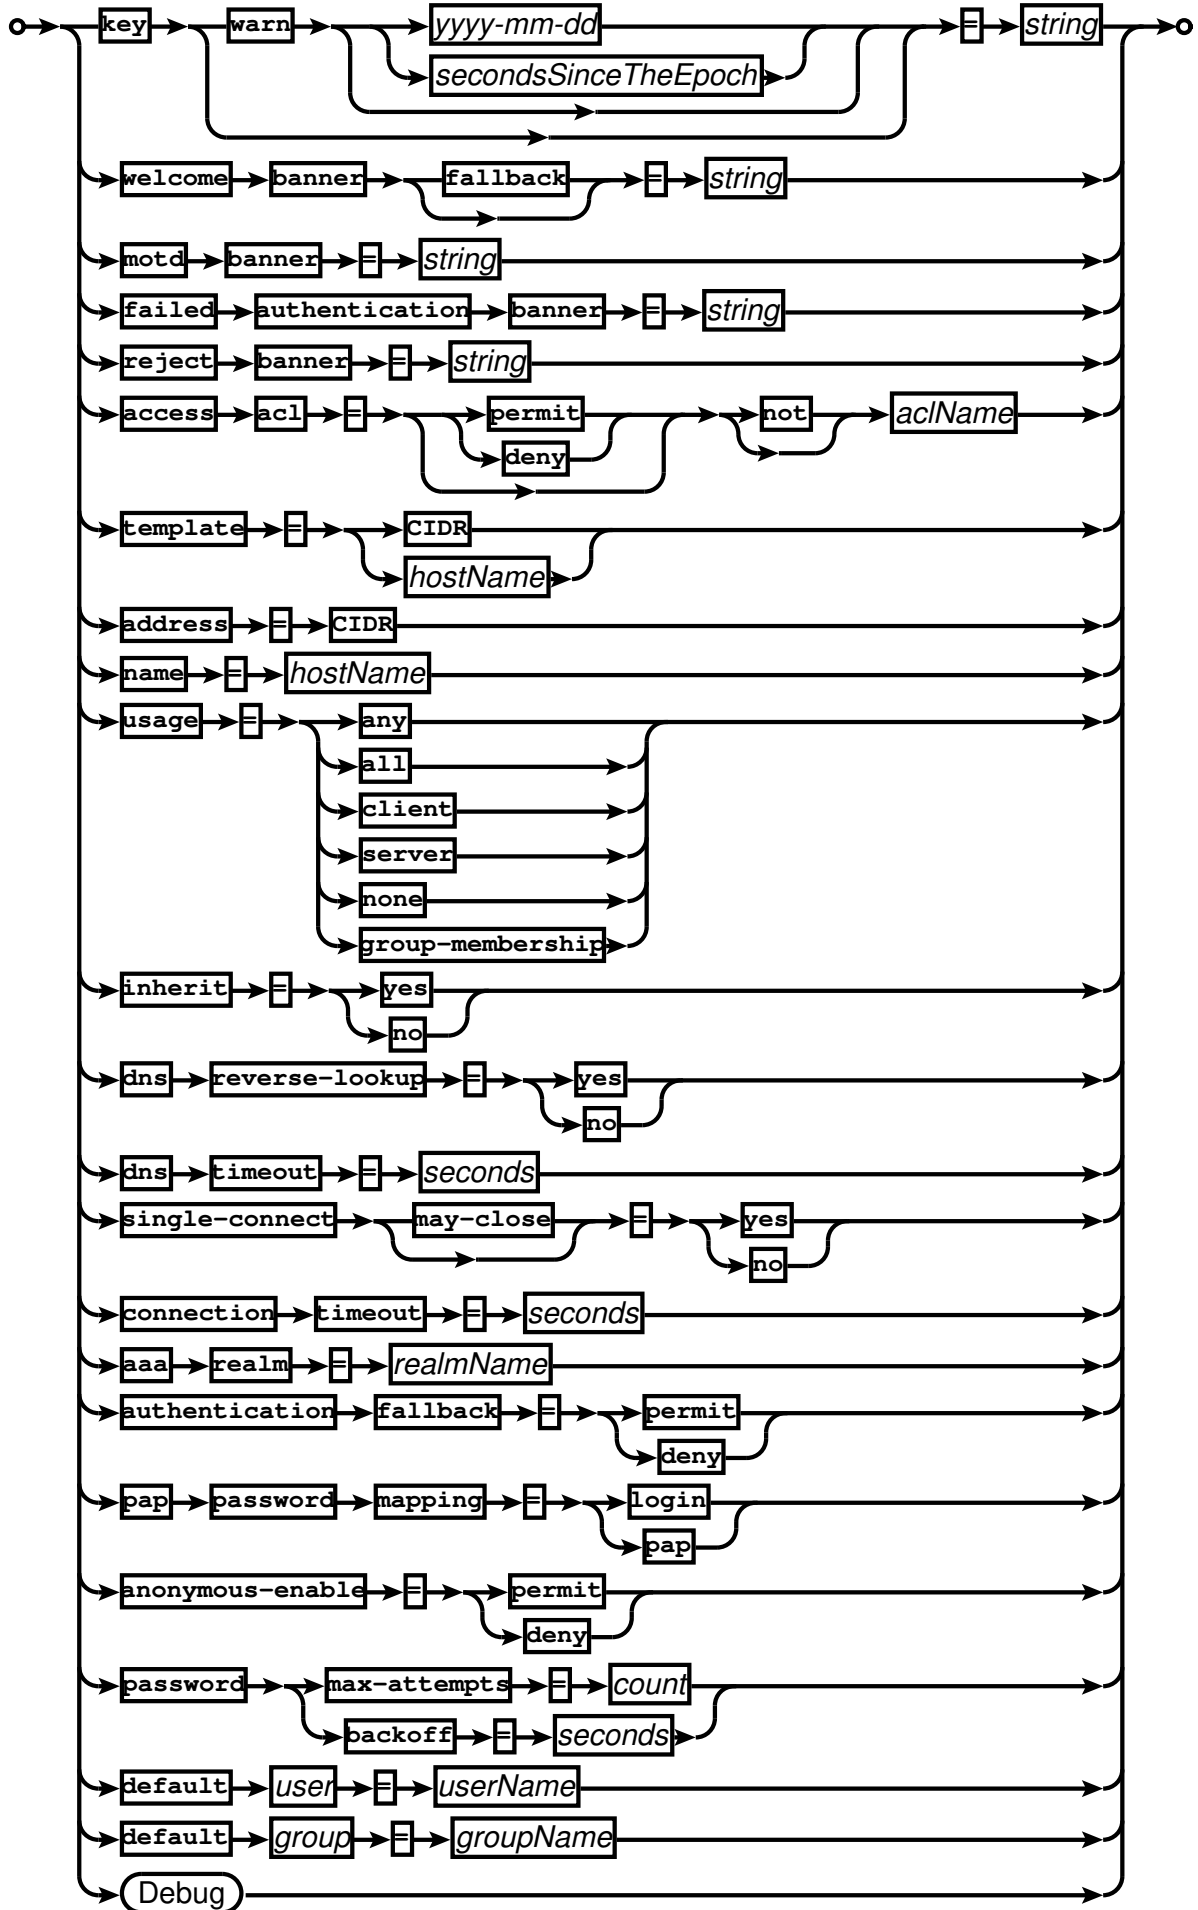 key warn yyyy-mm-dd = string
secondsSinceTheEpoch
welcome banner fallback = string
motd banner = string
failed authentication banner = string
reject banner = string
access acl = permit not aclName
deny
template = CIDR
hostName
address = CIDR
name = hostName
usage = any
all
client
server
none
group-membership
inherit = yes
no
dns reverse-lookup = yes
no
dns timeout = seconds
single-connect may-close = yes
no
connection timeout = seconds
aaa realm = realmName
authentication fallback = permit
deny
pap password mapping = login
pap
anonymous-enable = permit
deny
password max-attempts = count
backoff = seconds
default user = userName
default group = groupName
Debug